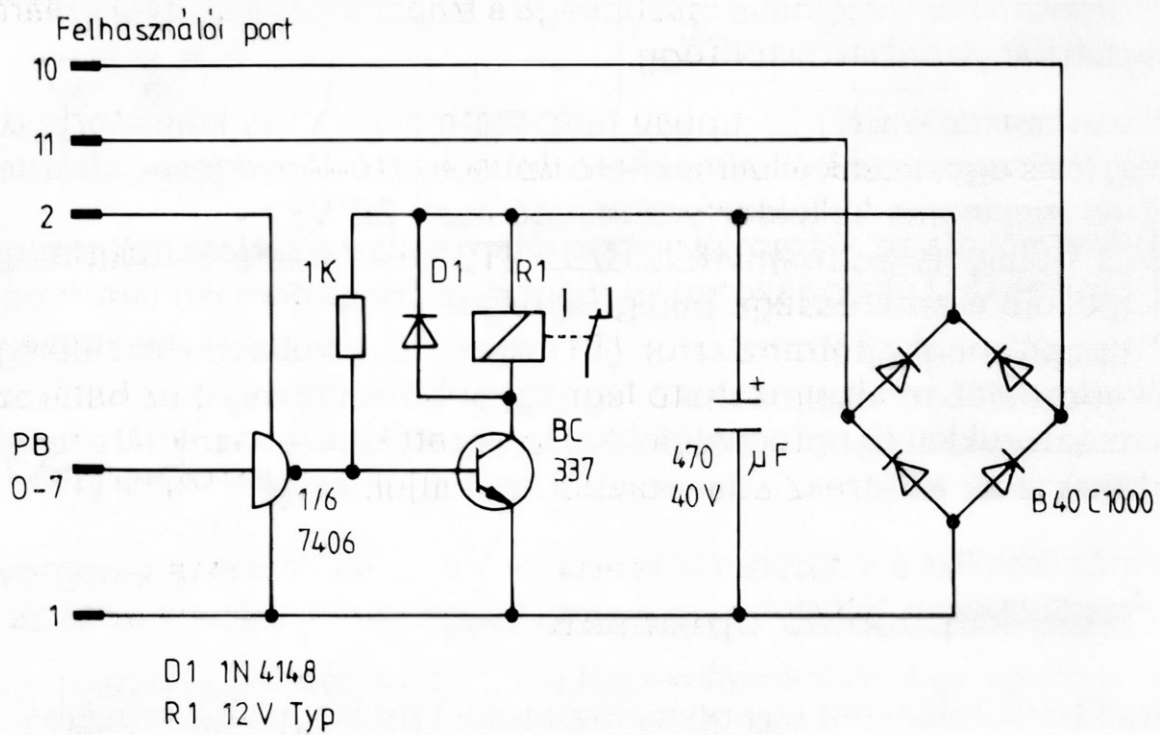 Felhasználói port
10
11
2
1K
D1
R1
PB
0-7
1/6
7406
BC
337
+
470 µF
40V
B40C1000
1
D1 1N4148
R1 12V Typ